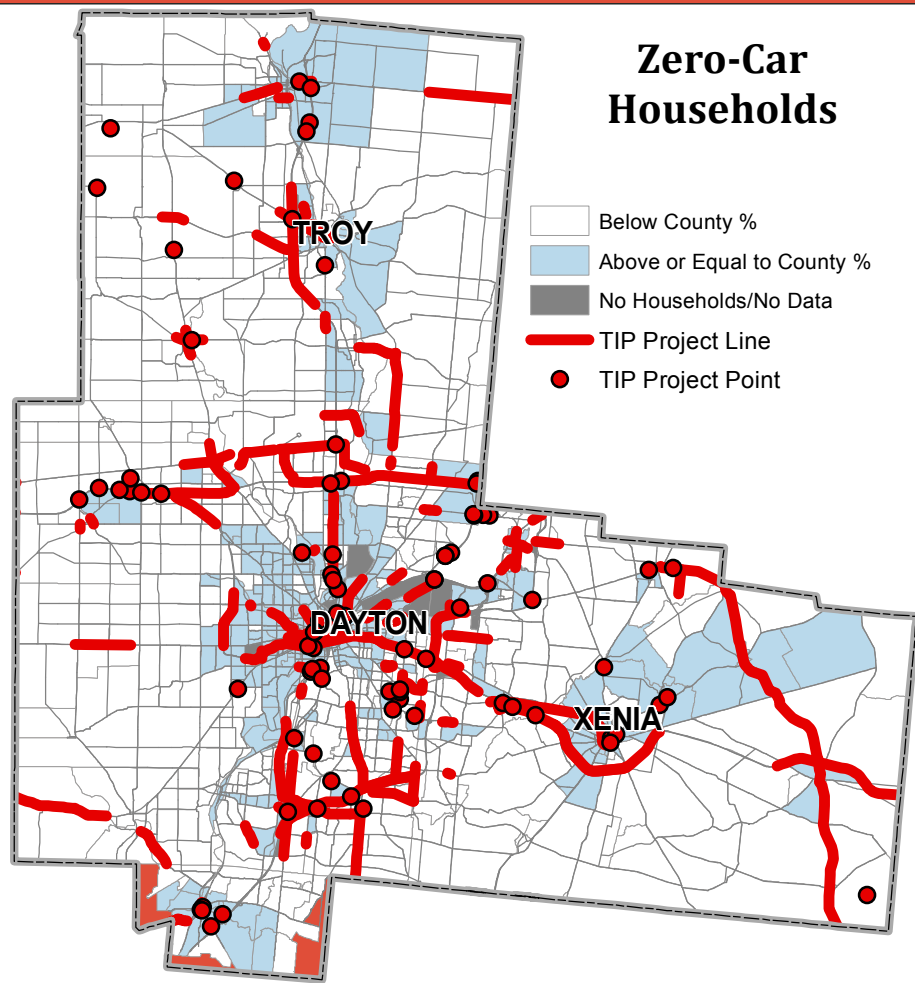 Zero-Car
Households
Below County %
Above or Equal to County %
No Households/No Data
TIP Project Line
TIP Project Point
TROY
DAYTON
XENIA